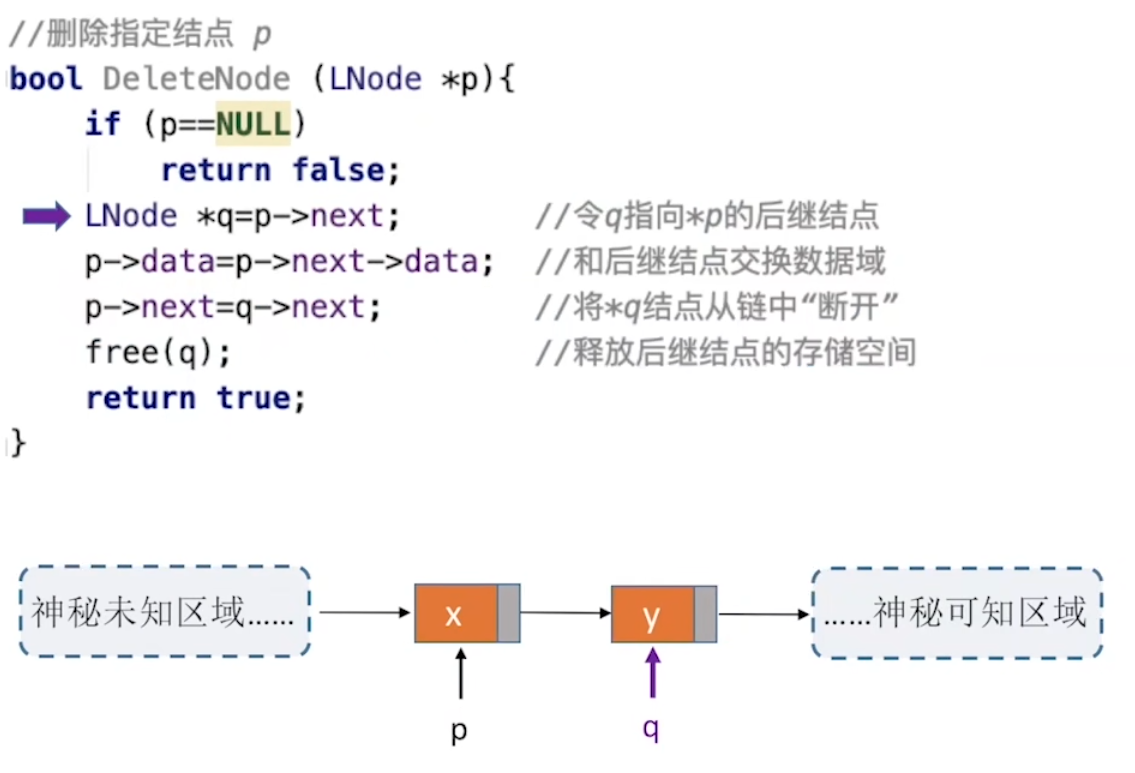 //删除指定结点 p
bool DeleteNode (LNode *p){
if (p==NULL)
return false;
LNode *q=p->next; //令q指向*p的后继结点
p->data=p->next->data; //和后继结点交换数据域
p->next=q->next; //将*q结点从链中“断开”
free(q); //释放后继结点的存储空间
return true;
}
神秘未知区域…… x y ……神秘可知区域
p q